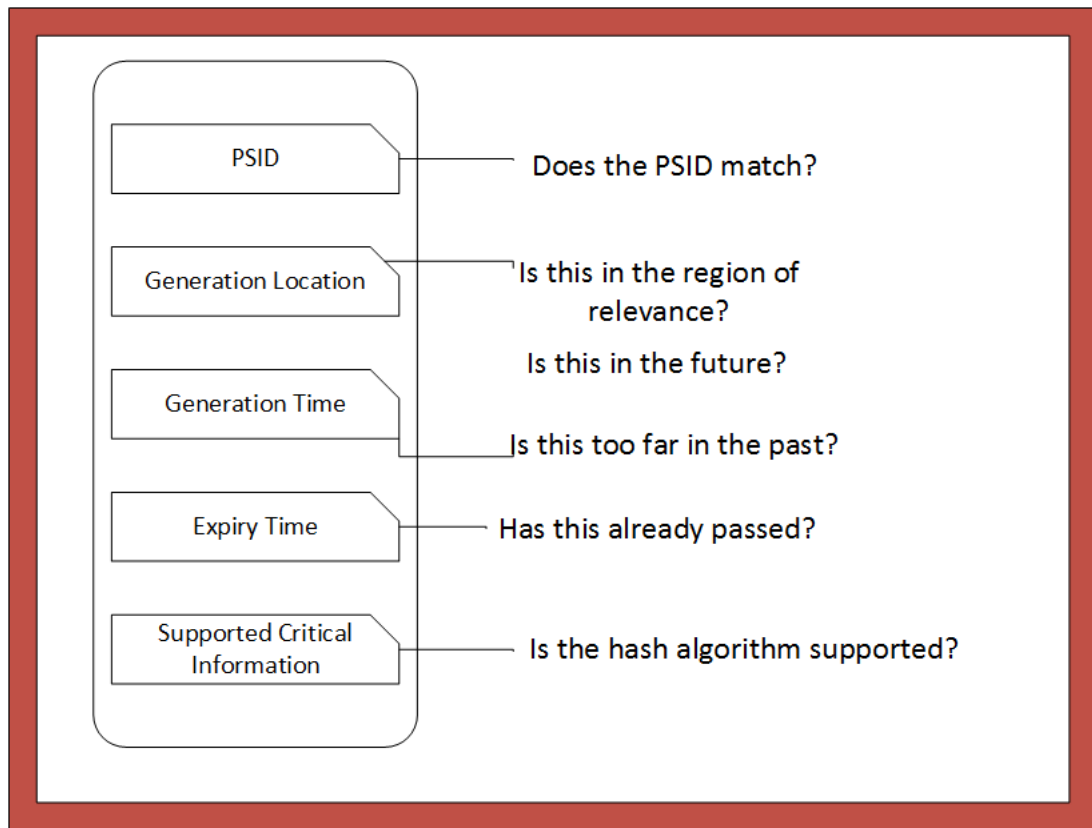 PSID
Does the PSID match?
Generation Location
Is this in the region of
relevance?
Is this in the future?
Generation Time
Is this too far in the past?
Expiry Time
Has this already passed?
Supported Critical
Information
Is the hash algorithm supported?